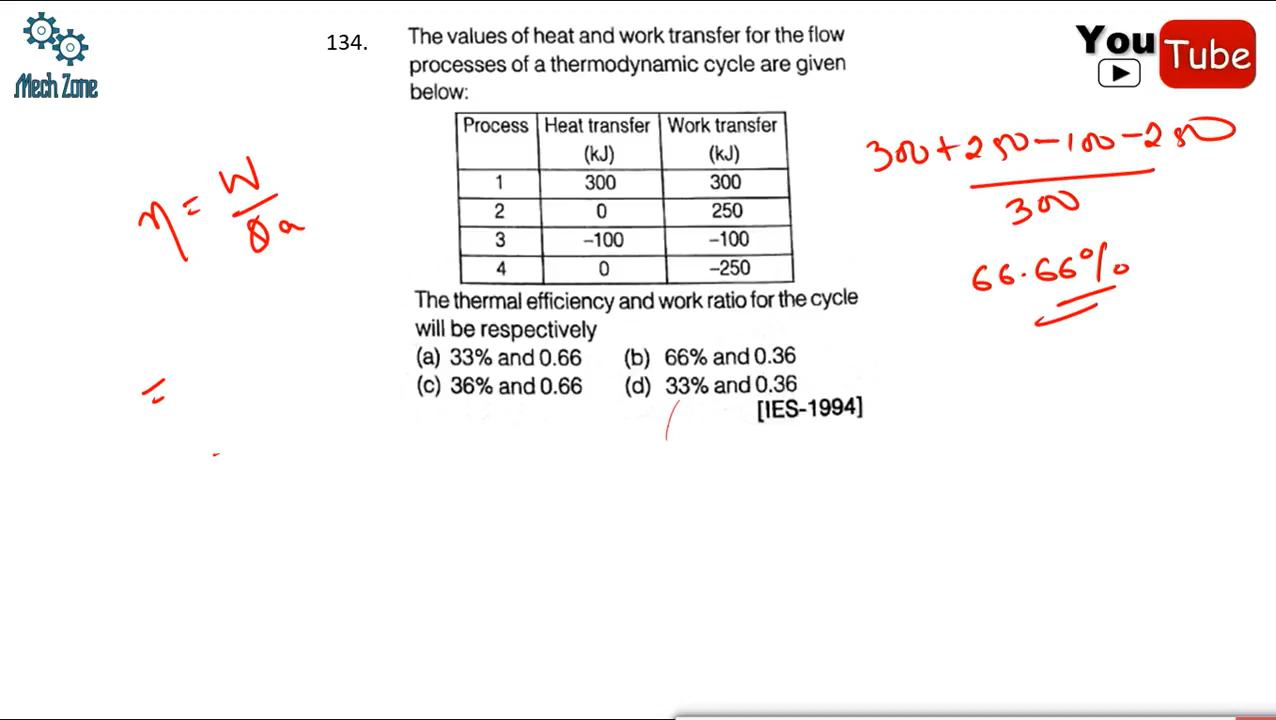 Mech Zone
134.
The values of heat and work transfer for the flow
processes of a thermodynamic cycle are given
below:
Process Heat transfer (kJ) Work transfer (kJ)
1 300 300
2 0 250
3 –100 –100
4 0 –250
The thermal efficiency and work ratio for the cycle
will be respectively
(a) 33% and 0.66 (b) 66% and 0.36
(c) 36% and 0.66 (d) 33% and 0.36
[IES-1994]
η = W
Qa
=
You Tube
300 + 250 – 100 – 250
300
66.66%